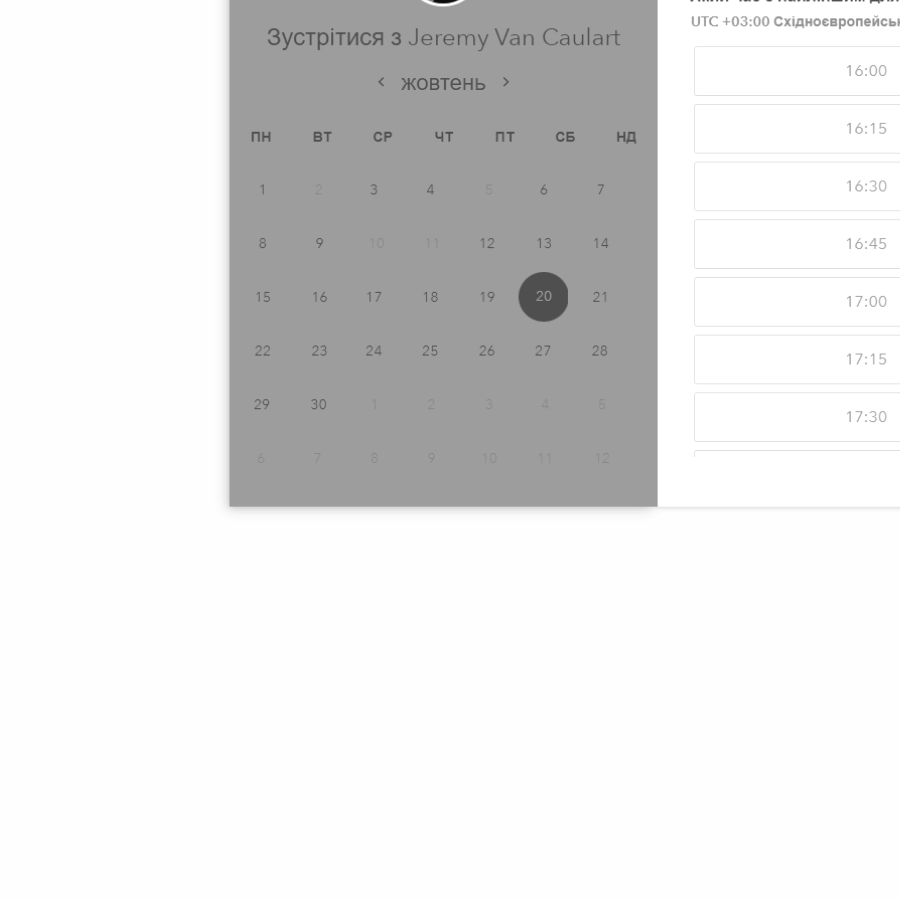 Зустрітися з Jeremy Van Caulart
‹ жовтень ›
ПН ВТ СР ЧТ ПТ СБ НД
1 2 3 4 5 6 7
8 9 10 11 12 13 14
15 16 17 18 19 20 21
22 23 24 25 26 27 28
29 30 1 2 3 4 5
6 7 8 9 10 11 12
UTC +03:00
16:00
16:15
16:30
16:45
17:00
17:15
17:30